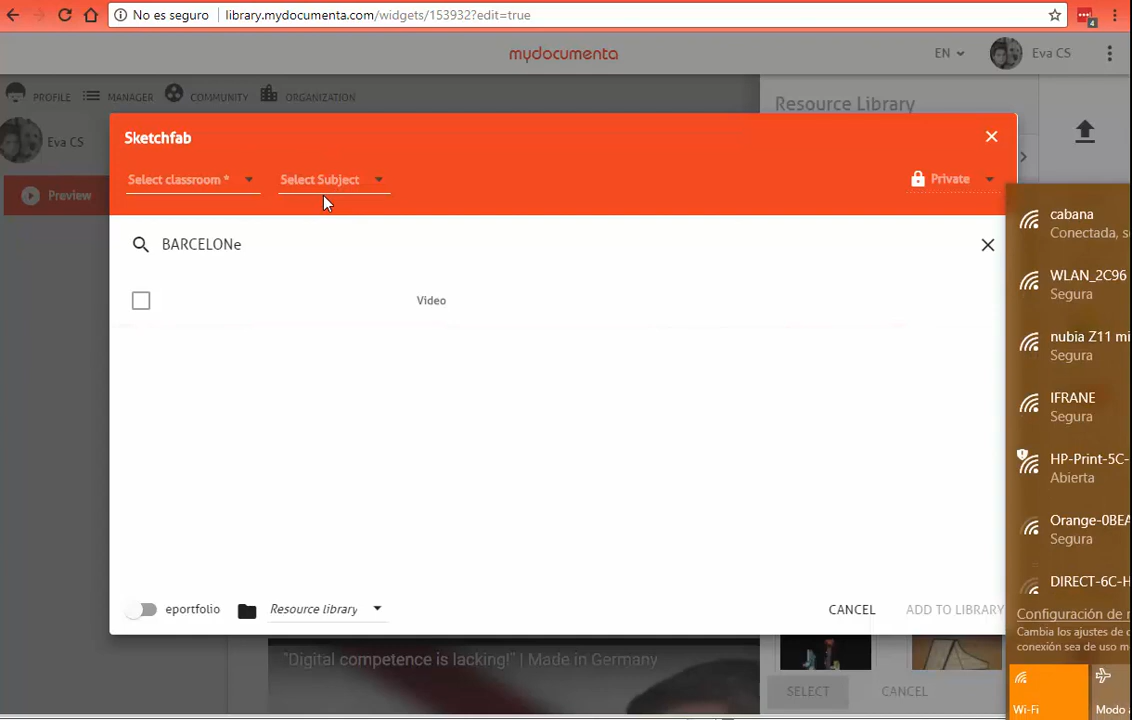 No es seguro | library.mydocumenta.com/widgets/153932?edit=true
4
mydocumenta
EN
Eva CS
PROFILE
MANAGER
COMMUNITY
ORGANIZATION
Resource Library
Eva CS
Preview
Sketchfab
Select classroom *
Select Subject
Private
BARCELONe
Video
eportfolio
Resource library
CANCEL
ADD TO LIBRARY
"Digital competence is lacking!" | Made in Germany
SELECT
CANCEL
cabana
Conectada, s
WLAN_2C96
Segura
nubia Z11 mi
Segura
IFRANE
Segura
HP-Print-5C-
Abierta
Orange-0BEA
Segura
DIRECT-6C-H
Configuración de r
Cambia los ajustes de c
conexión sea de uso m
Wi-Fi
Modo